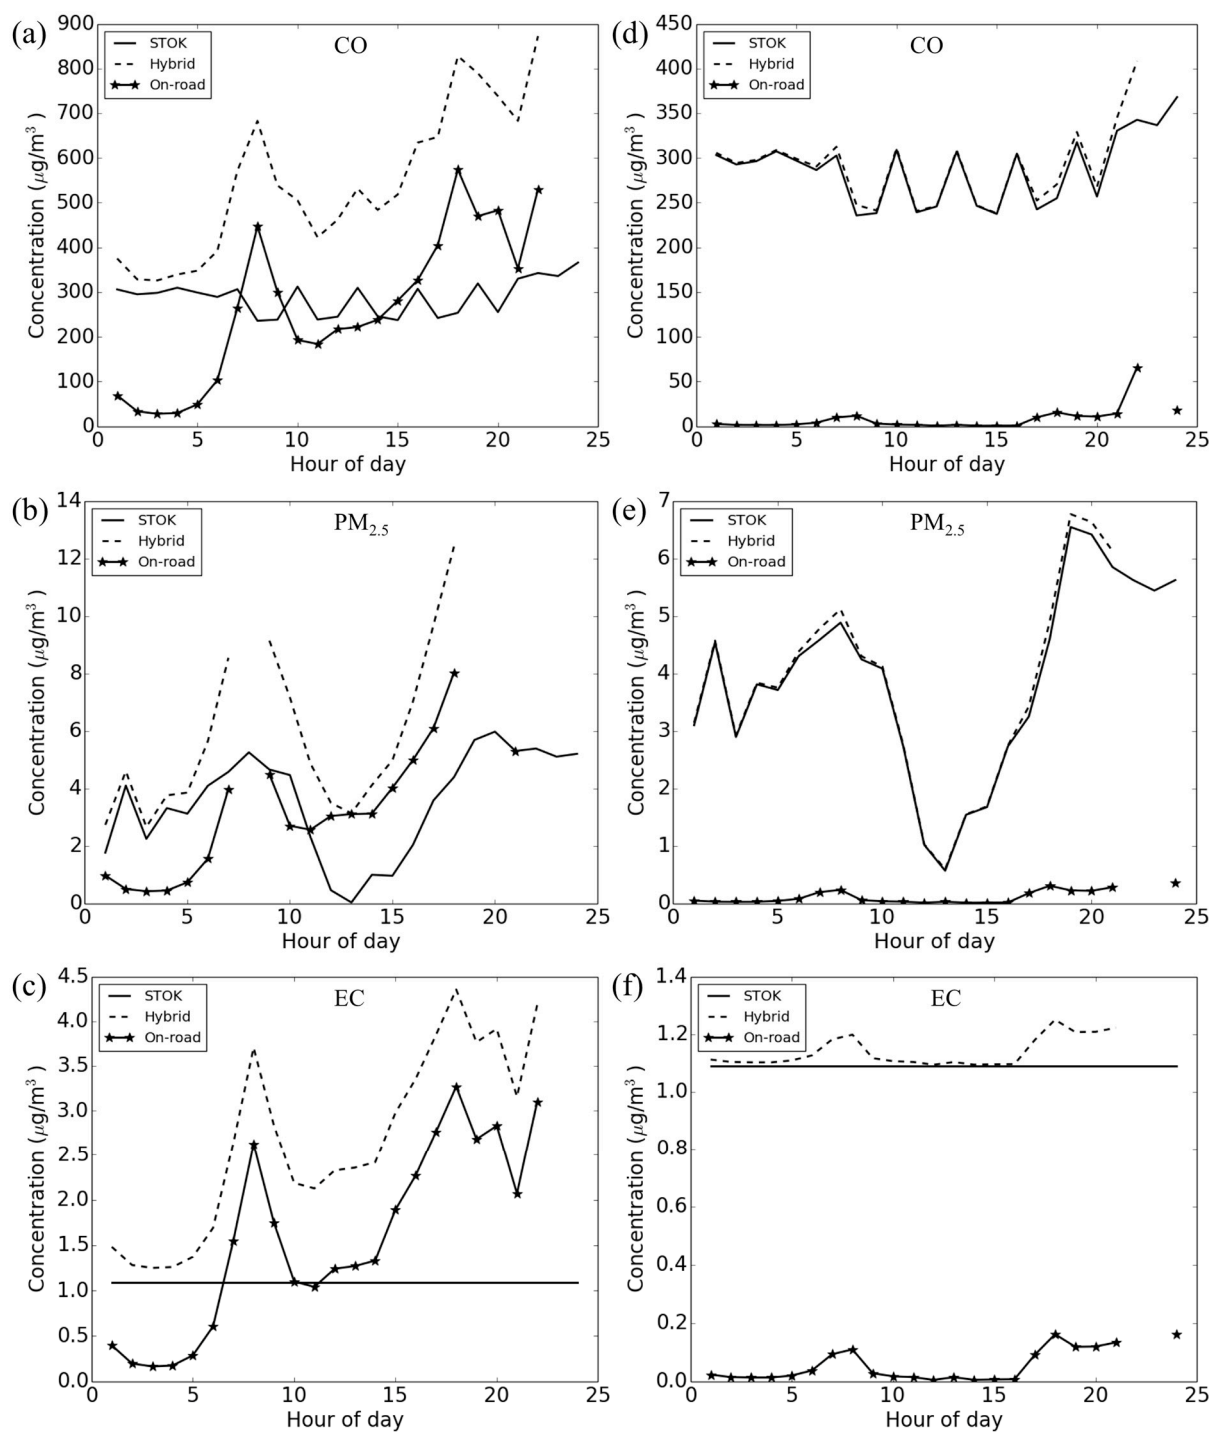 (a)
CO
STOK
Hybrid
On-road
Concentration (μg/m³ )
900
800
700
600
500
400
300
200
100
0
0 5 10 15 20 25
Hour of day
(d)
CO
STOK
Hybrid
On-road
Concentration (μg/m³ )
450
400
350
300
250
200
150
100
50
0
0 5 10 15 20 25
Hour of day
(b)
PM2.5
STOK
Hybrid
On-road
Concentration (μg/m³ )
14
12
10
8
6
4
2
0
0 5 10 15 20 25
Hour of day
(e)
PM2.5
STOK
Hybrid
On-road
Concentration (μg/m³ )
7
6
5
4
3
2
1
0
0 5 10 15 20 25
Hour of day
(c)
EC
STOK
Hybrid
On-road
Concentration (μg/m³ )
4.5
4.0
3.5
3.0
2.5
2.0
1.5
1.0
0.5
0.0
0 5 10 15 20 25
Hour of day
(f)
EC
STOK
Hybrid
On-road
Concentration (μg/m³ )
1.4
1.2
1.0
0.8
0.6
0.4
0.2
0.0
0 5 10 15 20 25
Hour of day